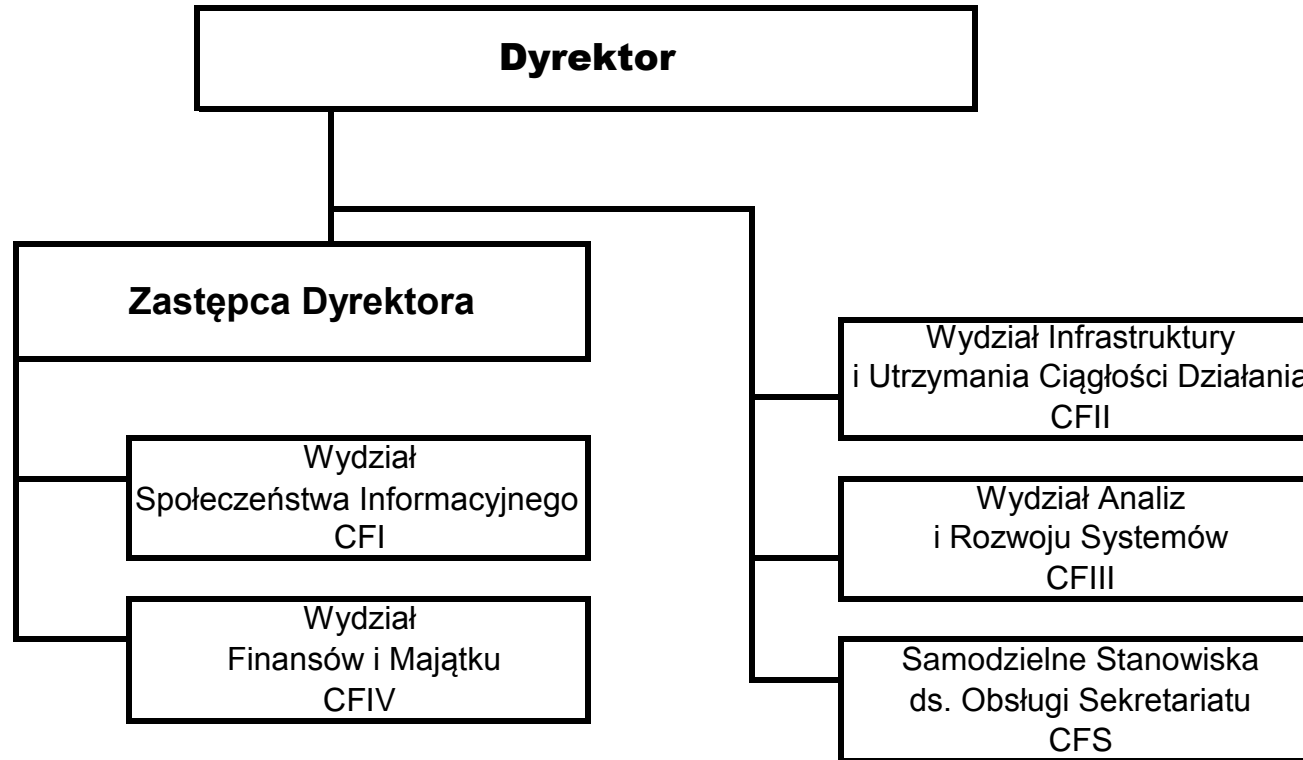 Dyrektor
Zastępca Dyrektora
Wydział
Społeczeństwa Informacyjnego
CFI
Wydział
Finansów i Majątku
CFIV
Wydział Infrastruktury
i Utrzymania Ciągłości Działania
CFII
Wydział Analiz
i Rozwoju Systemów
CFIII
Samodzielne Stanowiska
ds. Obsługi Sekretariatu
CFS